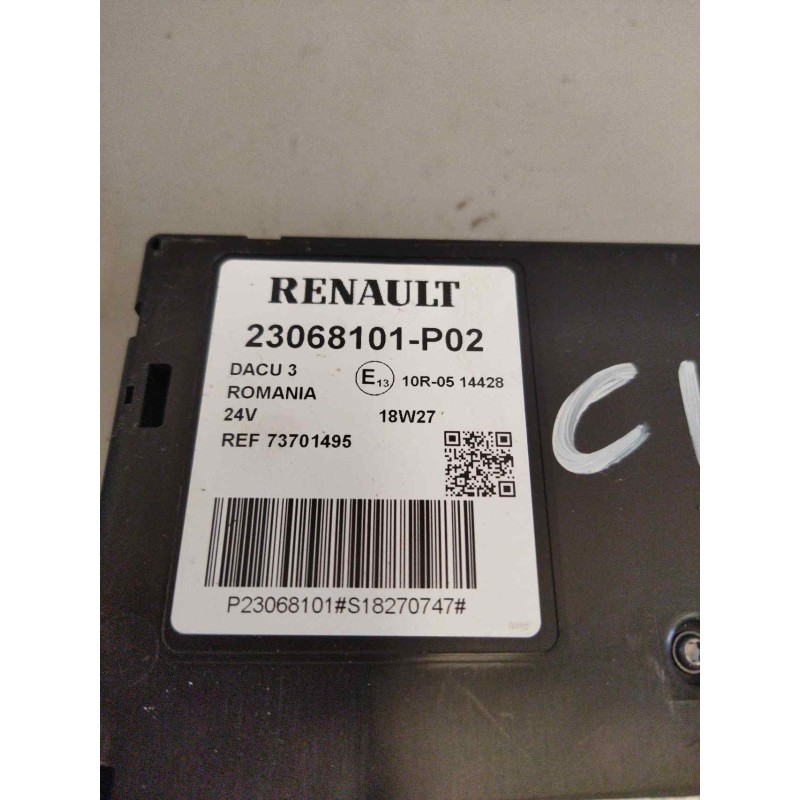 RENAULT
23068101-P02
DACU 3
E13 10R-05 14428
ROMANIA
24V 18W27
REF 73701495
P23068101#S18270747#